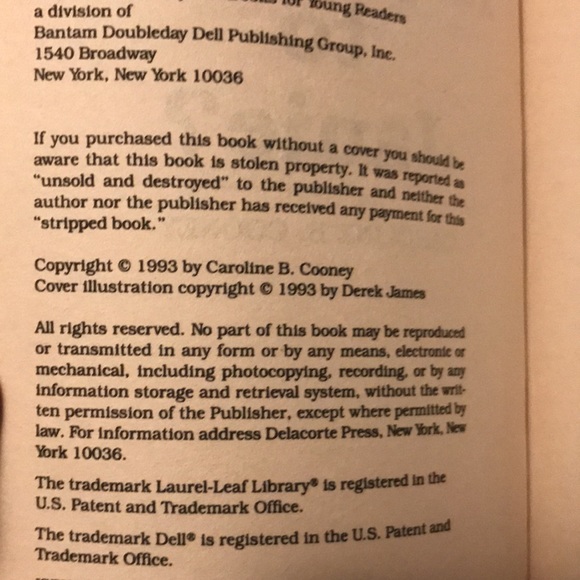 for Young Readers
a division of
Bantam Doubleday Dell Publishing Group, Inc.
1540 Broadway
New York, New York 10036
If you purchased this book without a cover you should be
aware that this book is stolen property. It was reported as
"unsold and destroyed" to the publisher and neither the
author nor the publisher has received any payment for this
"stripped book."
Copyright © 1993 by Caroline B. Cooney
Cover illustration copyright © 1993 by Derek James
All rights reserved. No part of this book may be reproduced
or transmitted in any form or by any means, electronic or
mechanical, including photocopying, recording, or by any
information storage and retrieval system, without the writ-
ten permission of the Publisher, except where permitted by
law. For information address Delacorte Press, New York, New
York 10036.
The trademark Laurel-Leaf Library® is registered in the
U.S. Patent and Trademark Office.
The trademark Dell® is registered in the U.S. Patent and
Trademark Office.